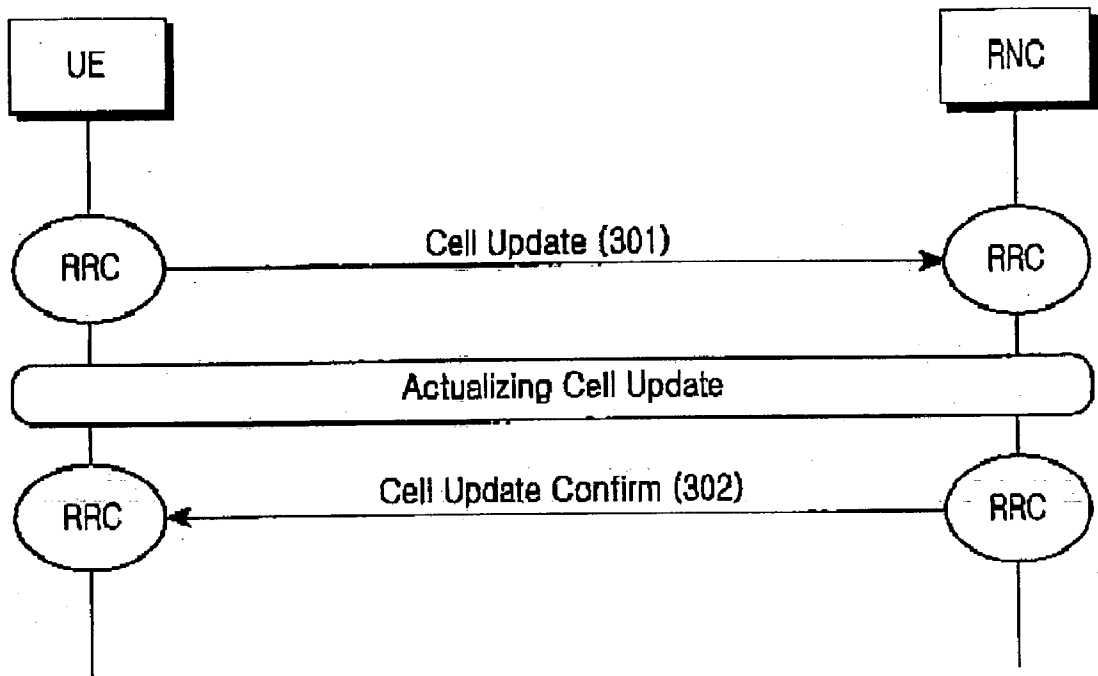 UE
RNC
RRC
Cell Update (301)
RRC
Actualizing Cell Update
RRC
Cell Update Confirm (302)
RRC